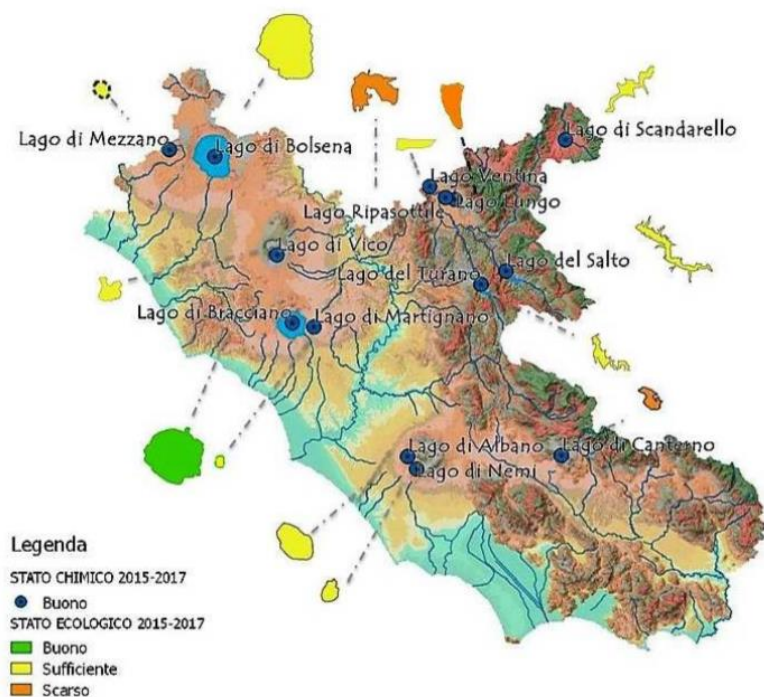 Lago di Scandarello
Lago di Mezzano
Lago di Bolsena
Lago Ventina
Lago Lungo
Lago Ripasottile
Lago di Vico
Lago del Salto
Lago del Turano
Lago di Bracciano
Lago di Martignano
Lago di Albano
Lago di Canterno
Lago di Nemi
Legenda
STATO CHIMICO 2015-2017
Buono
STATO ECOLOGICO 2015-2017
Buono
Sufficiente
Scarso